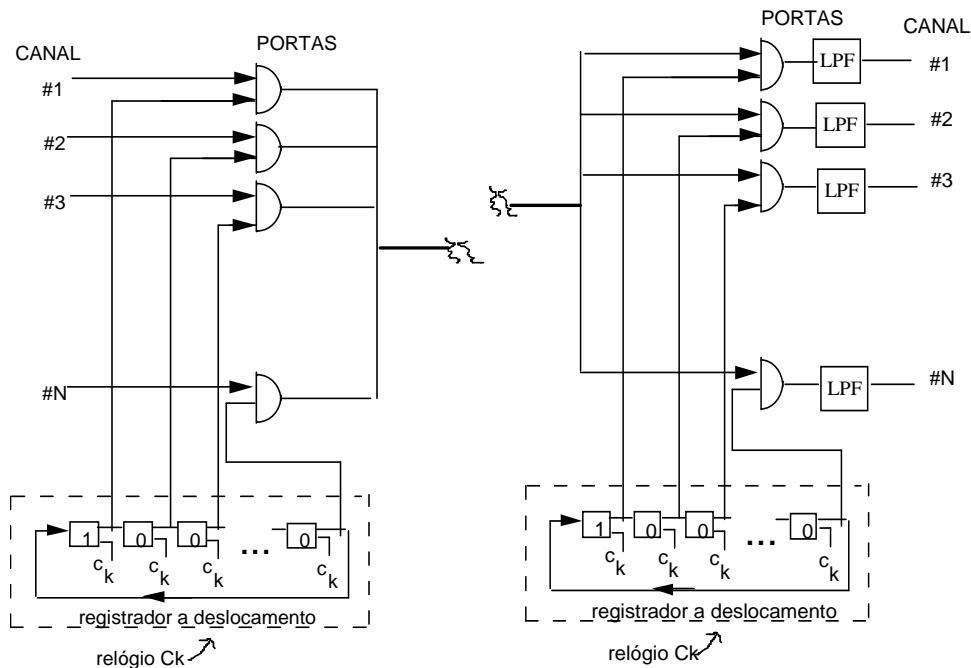 CANAL
PORTAS
#1
#2
#3
#N
1 0 0 ... 0
c k c k c k c k
registrador a deslocamento
relógio Ck
PORTAS
CANAL
LPF #1
LPF #2
LPF #3
LPF #N
1 0 0 ... 0
c k c k c k c k
registrador a deslocamento
relógio Ck